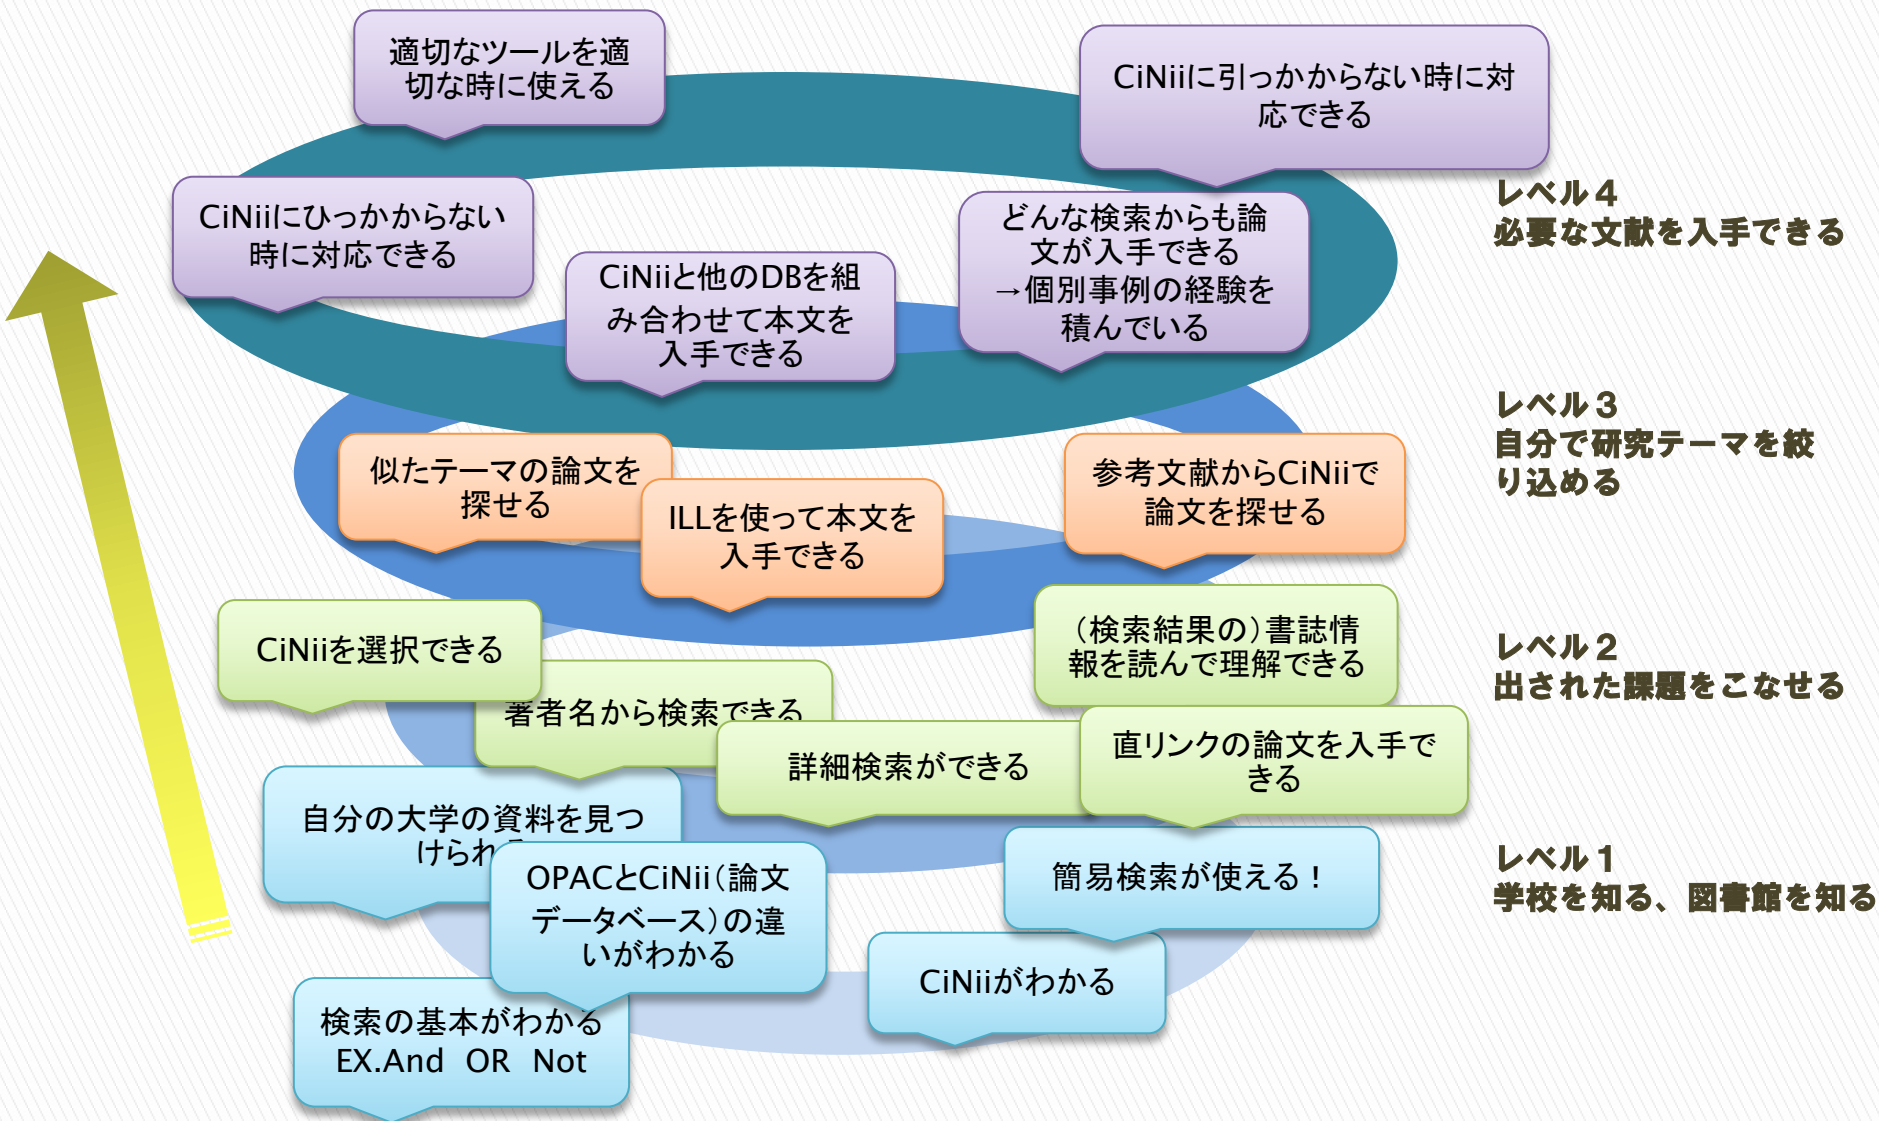 適切なツールを適
切な時に使える
CiNiiに引っかからない時に対
応できる
CiNiiにひっかからない
時に対応できる
CiNiiと他のDBを組
み合わせて本文を
入手できる
どんな検索からも論
文が入手できる
→個別事例の経験を
積んでいる
レベル４
必要な文献を入手できる
似たテーマの論文を
探せる
ILLを使って本文を
入手できる
参考文献からCiNiiで
論文を探せる
レベル３
自分で研究テーマを絞
り込める
CiNiiを選択できる
著者名から検索できる
詳細検索ができる
（検索結果の）書誌情
報を読んで理解できる
直リンクの論文を入手で
きる
レベル２
出された課題をこなせる
自分の大学の資料を見つ
けられる
OPACとCiNii（論文
データベース）の違
いがわかる
簡易検索が使える！
CiNiiがわかる
検索の基本がわかる
EX.And OR Not
レベル１
学校を知る、図書館を知る